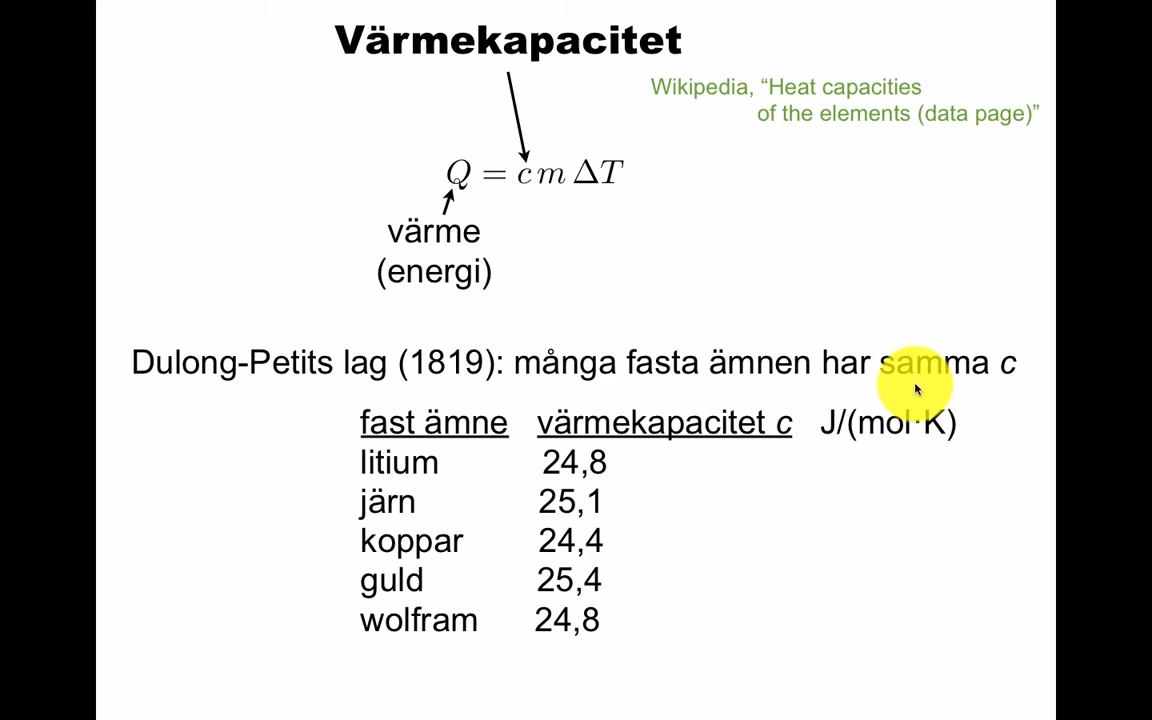 Värmekapacitet
Wikipedia, “Heat capacities
of the elements (data page)”
Q = c m ΔT
värme
(energi)
Dulong-Petits lag (1819): många fasta ämnen har samma c
fast ämne värmekapacitet c J/(mol·K)
litium 24,8
järn 25,1
koppar 24,4
guld 25,4
wolfram 24,8